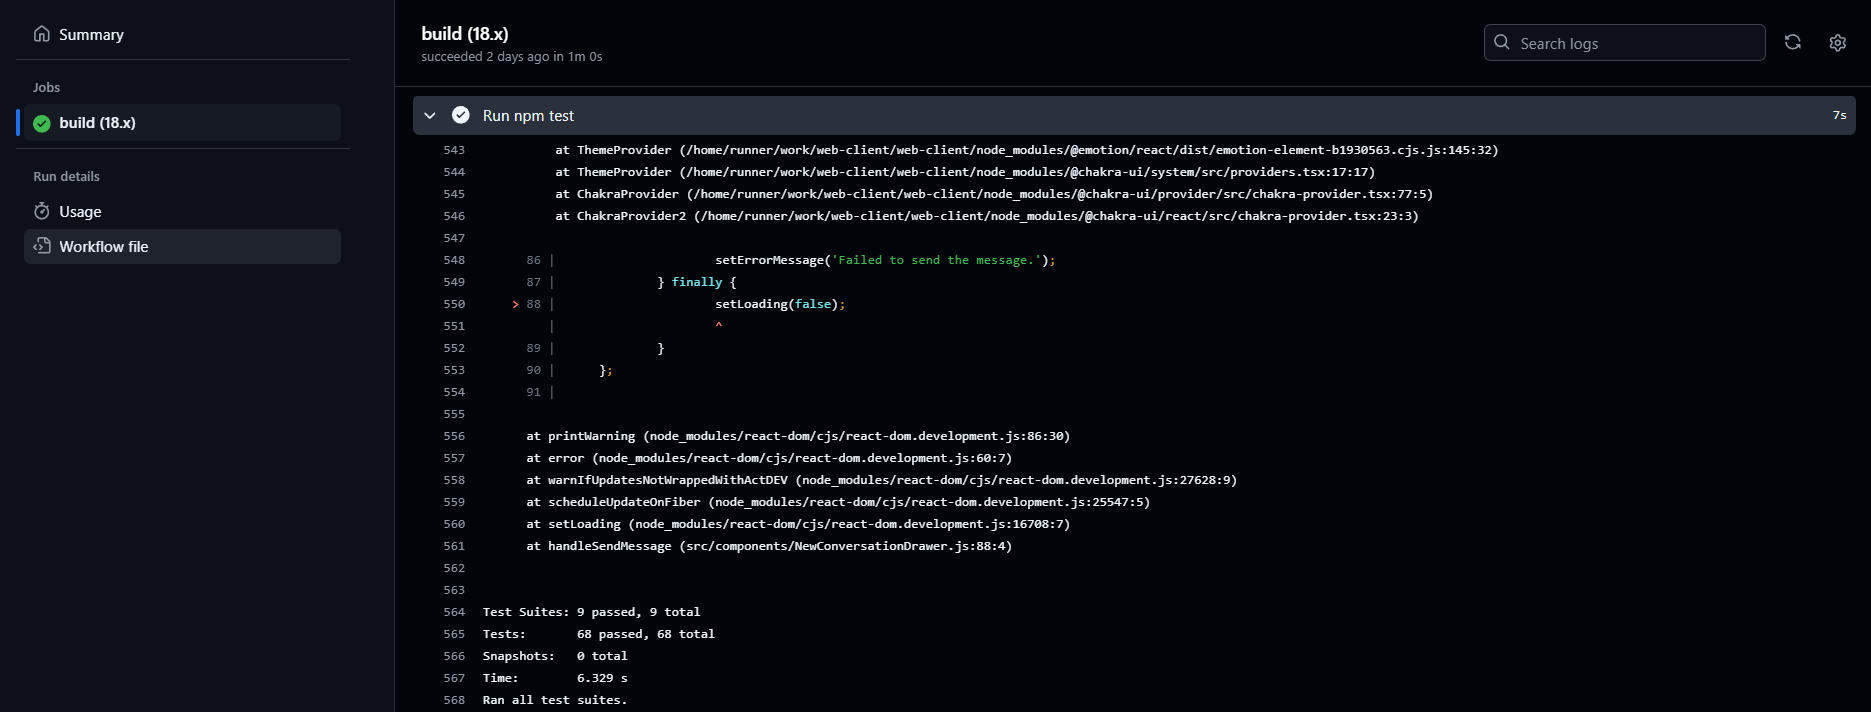 Summary
Jobs
build (18.x)
Run details
Usage
Workflow file
build (18.x)
succeeded 2 days ago in 1m 0s
Search logs
Run npm test 7s
543 at ThemeProvider (/home/runner/work/web-client/web-client/node_modules/@emotion/react/dist/emotion-element-b1930563.cjs.js:145:32)
544 at ThemeProvider (/home/runner/work/web-client/web-client/node_modules/@chakra-ui/system/src/providers.tsx:17:17)
545 at ChakraProvider (/home/runner/work/web-client/web-client/node_modules/@chakra-ui/provider/src/chakra-provider.tsx:77:5)
546 at ChakraProvider2 (/home/runner/work/web-client/web-client/node_modules/@chakra-ui/react/src/chakra-provider.tsx:23:3)
547
548 86 | setErrorMessage('Failed to send the message.');
549 87 | } finally {
550 > 88 | setLoading(false);
551 | ^
552 89 | }
553 90 | };
554 91 |
555
556 at printWarning (node_modules/react-dom/cjs/react-dom.development.js:86:30)
557 at error (node_modules/react-dom/cjs/react-dom.development.js:60:7)
558 at warnIfUpdatesNotWrappedWithActDEV (node_modules/react-dom/cjs/react-dom.development.js:27628:9)
559 at scheduleUpdateOnFiber (node_modules/react-dom/cjs/react-dom.development.js:25547:5)
560 at setLoading (node_modules/react-dom/cjs/react-dom.development.js:16708:7)
561 at handleSendMessage (src/components/NewConversationDrawer.js:88:4)
562
563
564 Test Suites: 9 passed, 9 total
565 Tests: 68 passed, 68 total
566 Snapshots: 0 total
567 Time: 6.329 s
568 Ran all test suites.